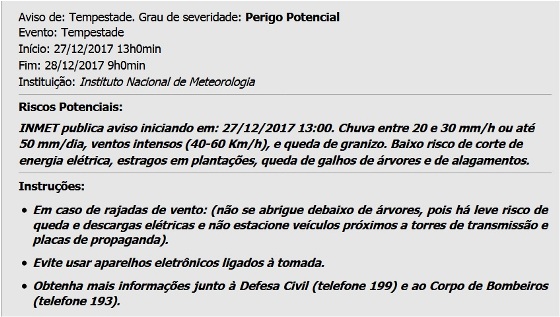 Aviso de: Tempestade. Grau de severidade: Perigo Potencial
Evento: Tempestade
Início: 27/12/2017 13h0min
Fim: 28/12/2017 9h0min
Instituição: Instituto Nacional de Meteorologia
Riscos Potenciais:
INMET publica aviso iniciando em: 27/12/2017 13:00. Chuva entre 20 e 30 mm/h ou até
50 mm/dia, ventos intensos (40-60 Km/h), e queda de granizo. Baixo risco de corte de
energia elétrica, estragos em plantações, queda de galhos de árvores e de alagamentos.
Instruções:
• Em caso de rajadas de vento: (não se abrigue debaixo de árvores, pois há leve risco de
queda e descargas elétricas e não estacione veículos próximos a torres de transmissão e
placas de propaganda).
• Evite usar aparelhos eletrônicos ligados à tomada.
• Obtenha mais informações junto à Defesa Civil (telefone 199) e ao Corpo de Bombeiros
(telefone 193).